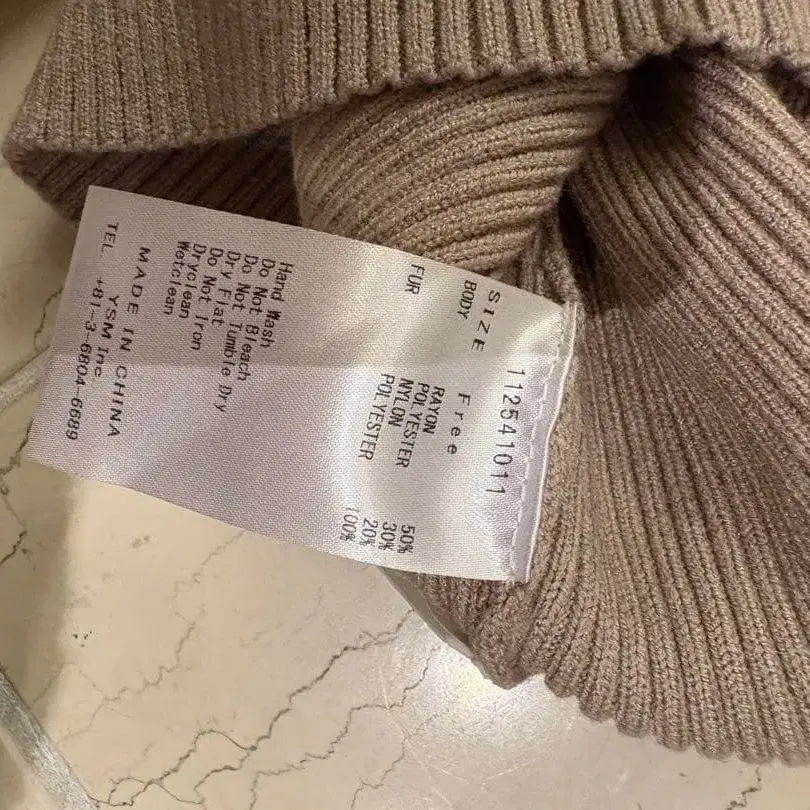 112541011
SIZE Free
BODY RAYON 50%
POLYESTER 30%
NYLON 20%
FUR POLYESTER 100%
Hand Wash
Do Not Bleach
Do Not Tumble Dry
Dry Flat
Do Not Iron
Dryclean
Wetclean
MADE IN CHINA
YSM Inc.
TEL. +81-3-6804-6689